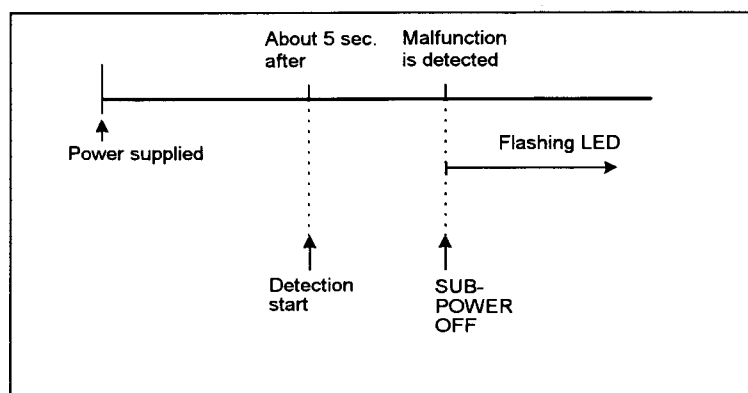 About 5 sec.
after
Malfunction
is detected
Power supplied
Flashing LED
Detection
start
SUB-
POWER
OFF